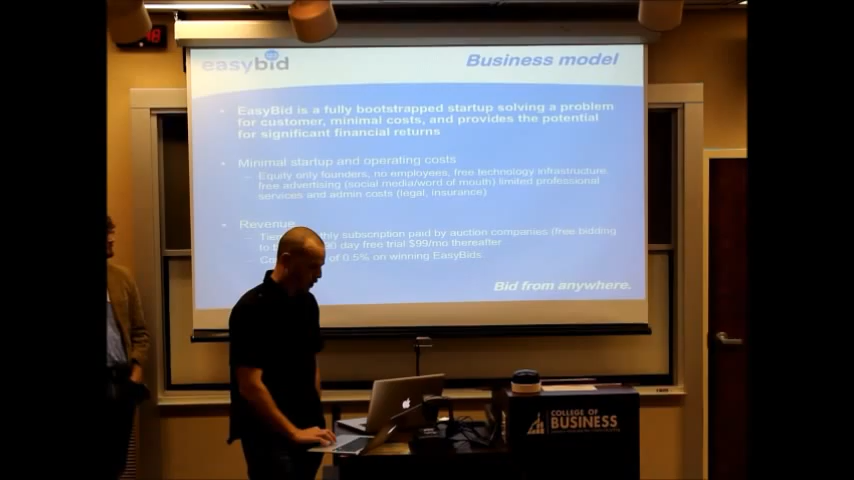 18
easybid
Business model
• EasyBid is a fully bootstrapped startup solving a problem
for customer, minimal costs, and provides the potential
for significant financial returns
• Minimal startup and operating costs
– Equity only founders, no employees, free technology infrastructure,
free advertising (social media/word of mouth) limited professional
services and admin costs (legal, insurance)
• Revenue
– subscription paid by auction companies (free bidding
to day free trial $99/mo thereafter
– of 0.5% on winning EasyBids
Bid from anywhere.
COLLEGE OF
BUSINESS